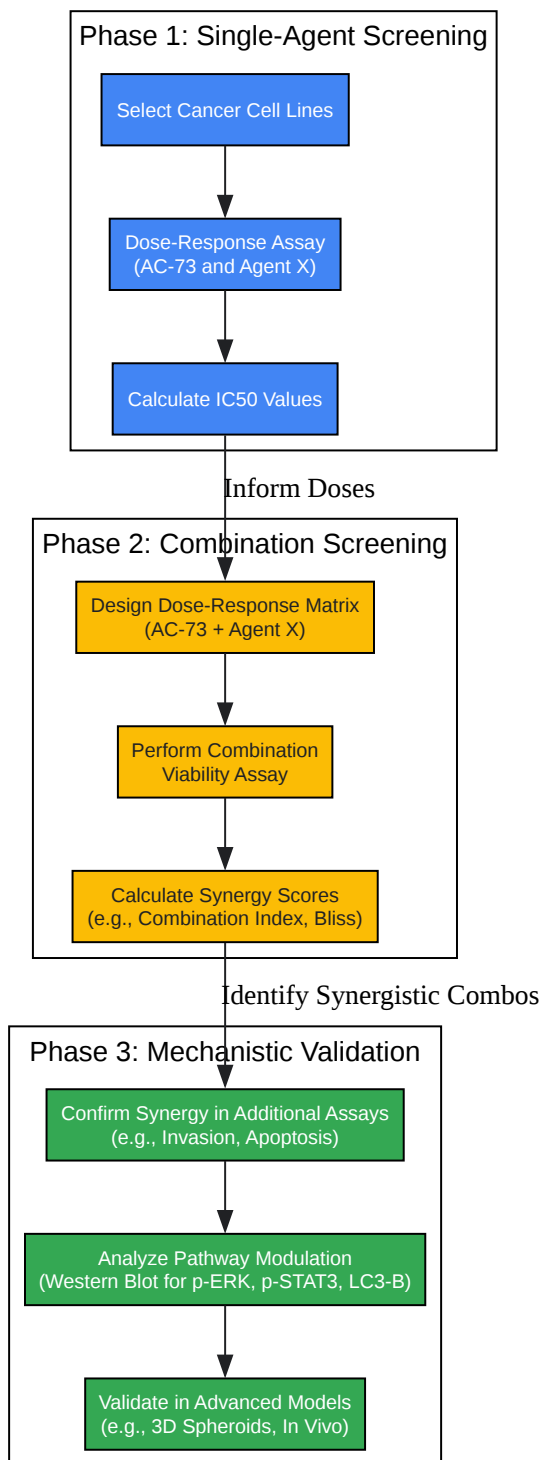 Phase 1: Single-Agent Screening
Select Cancer Cell Lines
Dose-Response Assay
(AC-73 and Agent X)
Calculate IC50 Values
Inform Doses
Phase 2: Combination Screening
Design Dose-Response Matrix
(AC-73 + Agent X)
Perform Combination
Viability Assay
Calculate Synergy Scores
(e.g., Combination Index, Bliss)
Identify Synergistic Combos
Phase 3: Mechanistic Validation
Confirm Synergy in Additional Assays
(e.g., Invasion, Apoptosis)
Analyze Pathway Modulation
(Western Blot for p-ERK, p-STAT3, LC3-B)
Validate in Advanced Models
(e.g., 3D Spheroids, In Vivo)